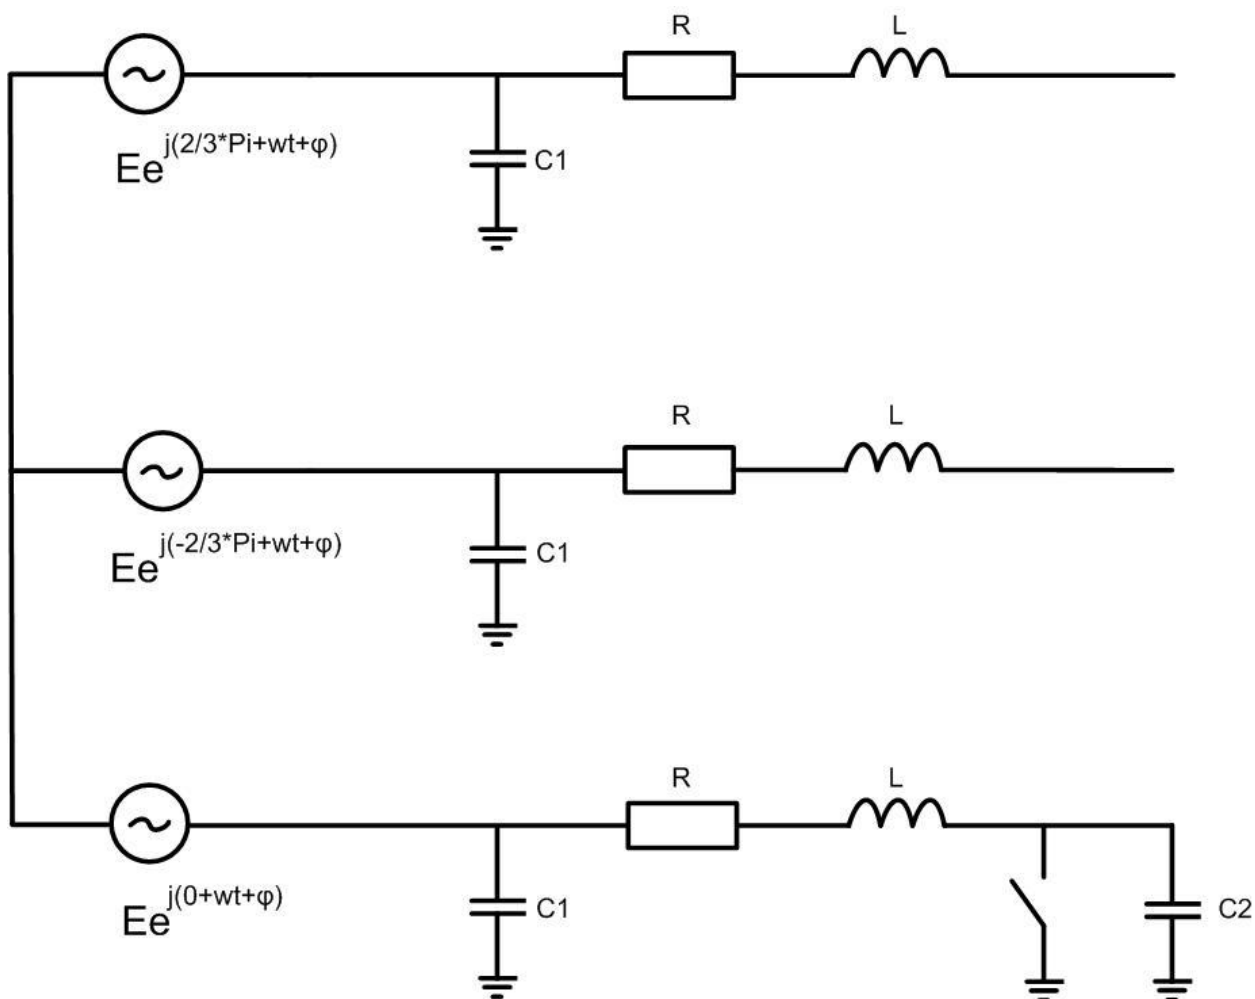 R L
Ee^j(2/3*Pi+wt+φ)
C1
R L
Ee^j(-2/3*Pi+wt+φ)
C1
R L
Ee^j(0+wt+φ)
C1
C2